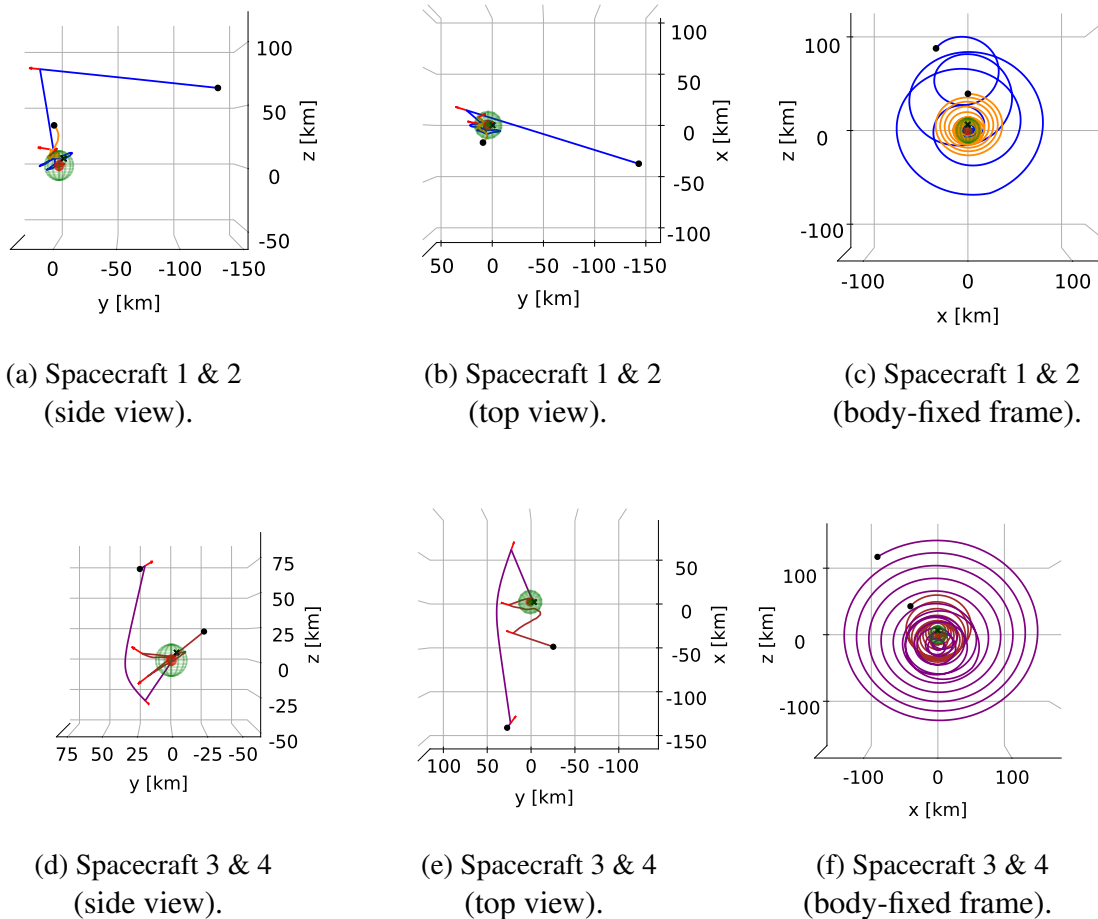 100
50
0
-50
z [km]
0 -50 -100 -150
y [km]
(a) Spacecraft 1 & 2
(side view).
100
50
0
-50
-100
x [km]
50 0 -50 -100 -150
y [km]
(b) Spacecraft 1 & 2
(top view).
100
0
-100
z [km]
-100 0 100
x [km]
(c) Spacecraft 1 & 2
(body-fixed frame).
75
50
25
0
-25
-50
z [km]
75 50 25 0 -25 -50
y [km]
(d) Spacecraft 3 & 4
(side view).
50
0
-50
-100
-150
x [km]
100 50 0 -50 -100
y [km]
(e) Spacecraft 3 & 4
(top view).
100
0
-100
z [km]
-100 0 100
x [km]
(f) Spacecraft 3 & 4
(body-fixed frame).